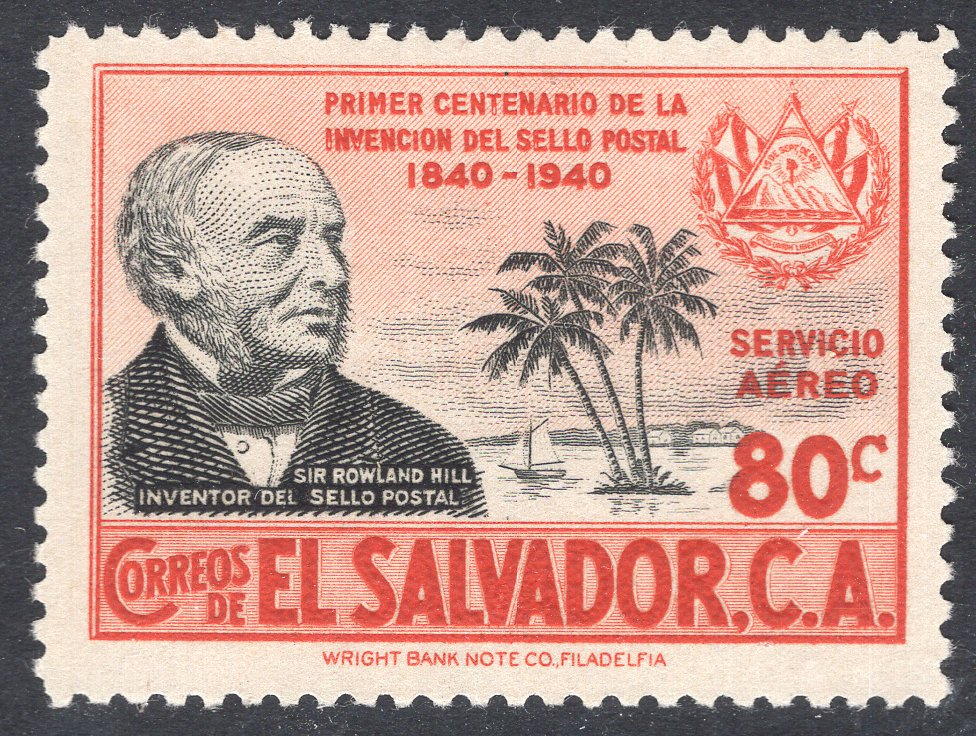 PRIMER CENTENARIO DE LA
INVENCION DEL SELLO POSTAL
1840-1940
SERVICIO
AÉREO
80c
SIR ROWLAND HILL
INVENTOR DEL SELLO POSTAL
CORREOS DE EL SALVADOR, C.A.
WRIGHT BANK NOTE CO., FILADELFIA